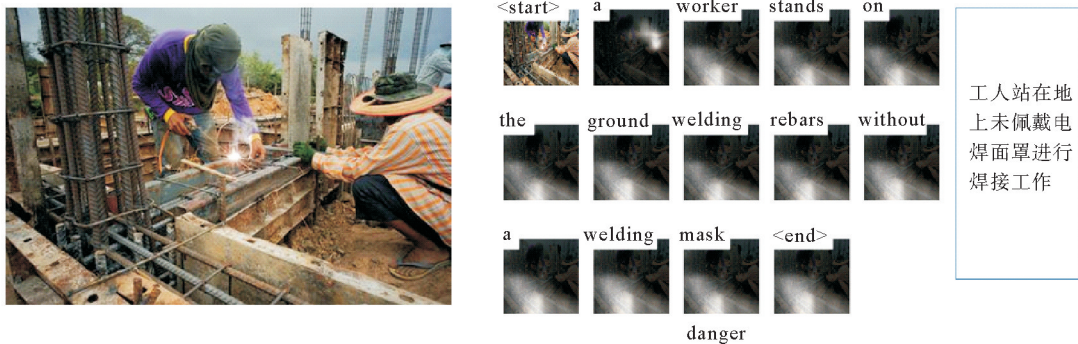 <start> a worker stands on
the ground welding rebars without
a welding mask <end>
danger
工人站在地
上未佩戴电
焊面罩进行
焊接工作